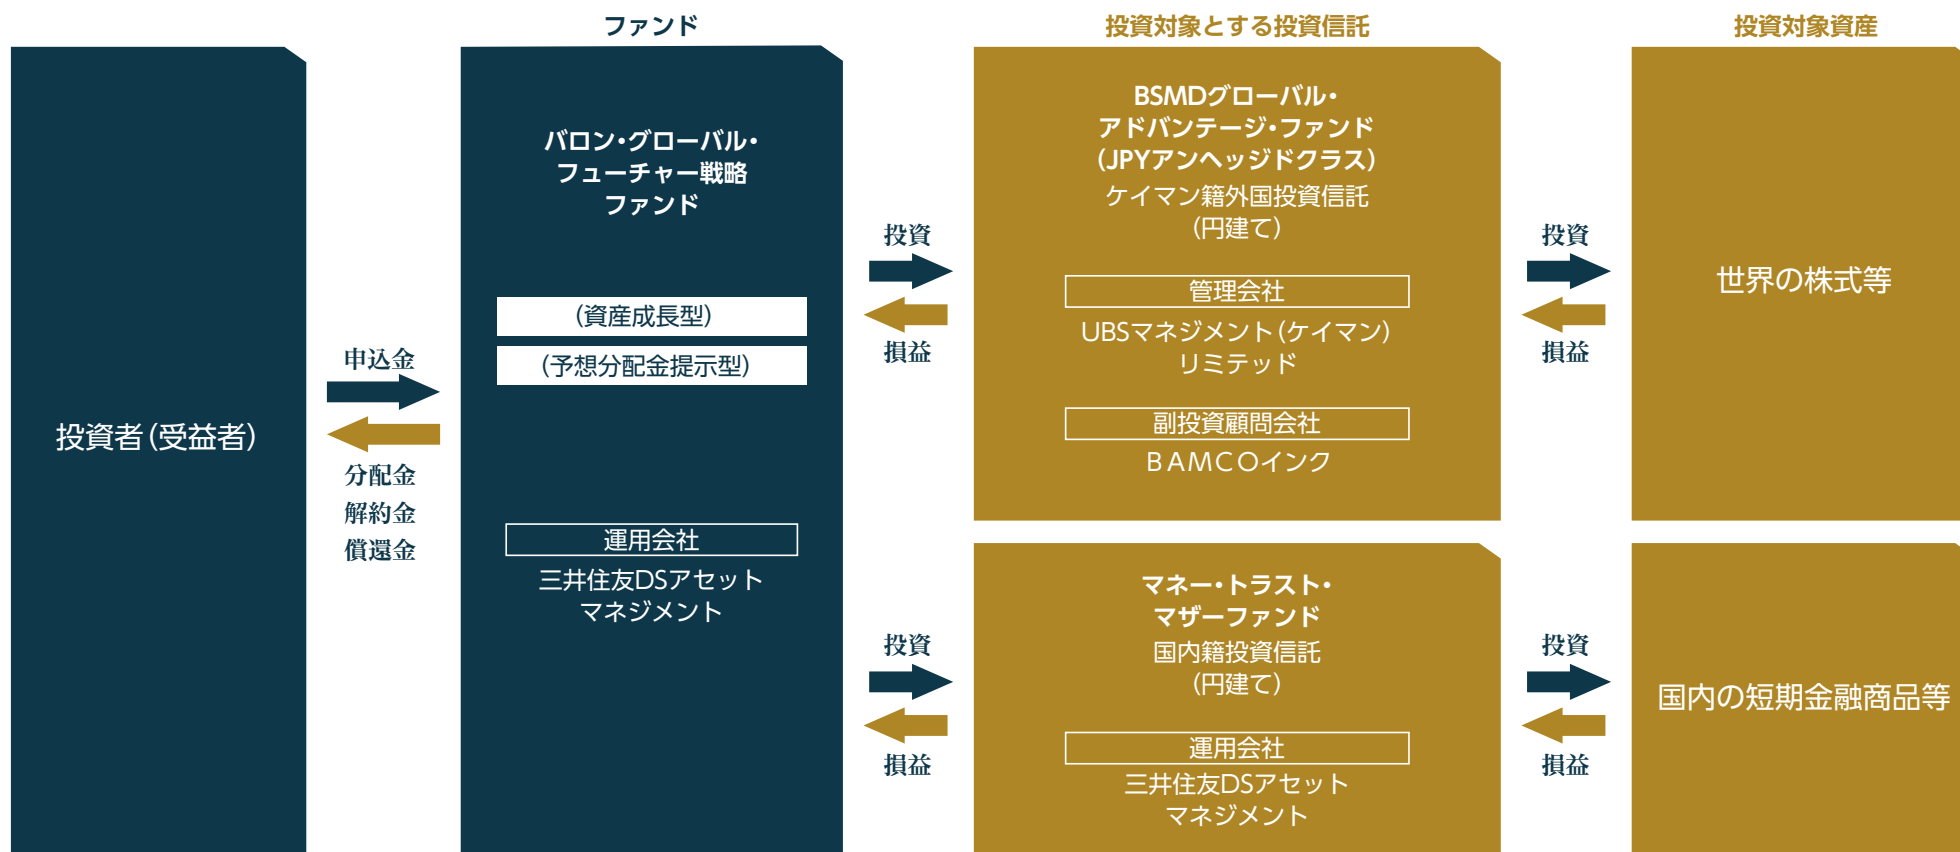 ファンド
投資対象とする投資信託
投資対象資産
投資者(受益者)
申込金
分配金
解約金
償還金
バロン・グローバル・
フューチャー戦略
ファンド
(資産成長型)
(予想分配金提示型)
運用会社
三井住友DSアセット
マネジメント
投資
損益
BSMDグローバル・
アドバンテージ・ファンド
(JPYアンヘッジドクラス)
ケイマン籍外国投資信託
(円建て)
管理会社
UBSマネジメント(ケイマン)
リミテッド
副投資顧問会社
BAMCOインク
投資
損益
世界の株式等
投資
損益
マネー・トラスト・
マザーファンド
国内籍投資信託
(円建て)
運用会社
三井住友DSアセット
マネジメント
投資
損益
国内の短期金融商品等